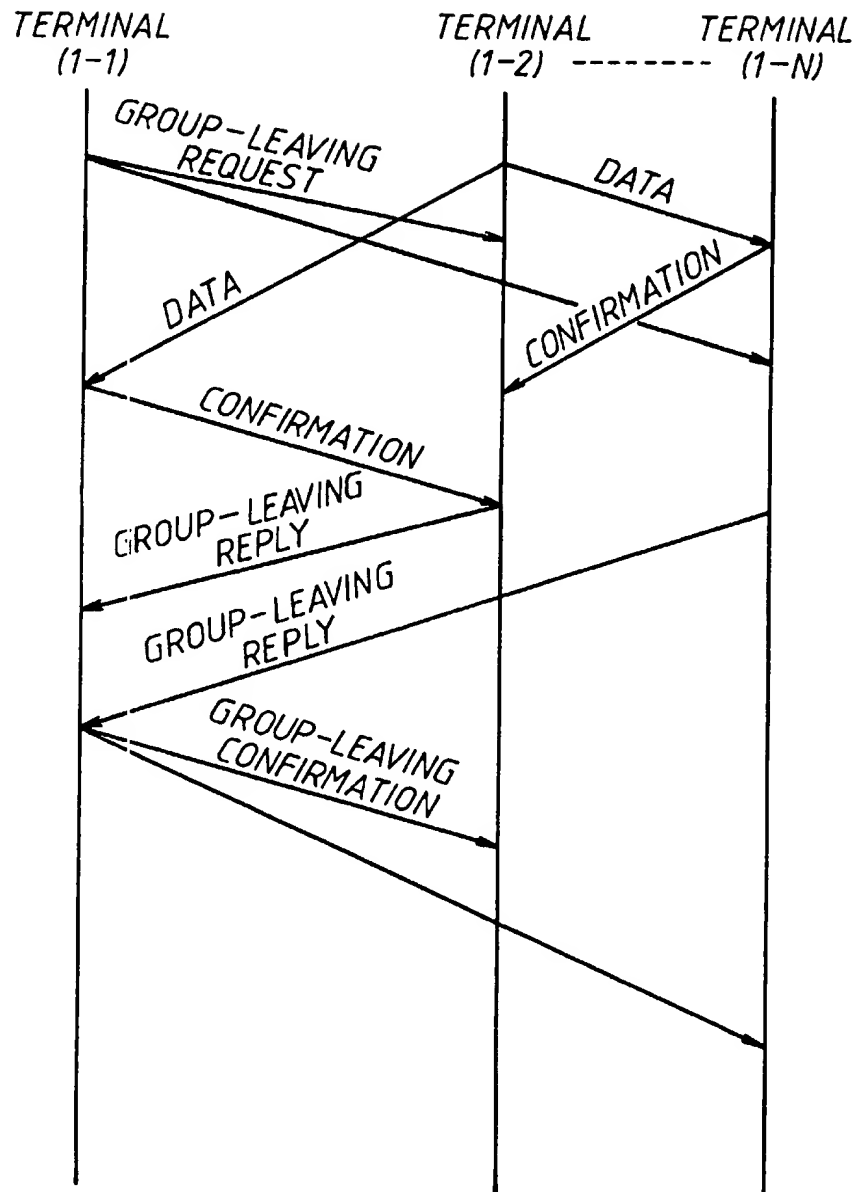 TERMINAL
(1-1)
TERMINAL
(1-2)
--------
TERMINAL
(1-N)
GROUP-LEAVING
REQUEST
DATA
DATA
CONFIRMATION
CONFIRMATION
GROUP-LEAVING
REPLY
GROUP-LEAVING
REPLY
GROUP-LEAVING
CONFIRMATION